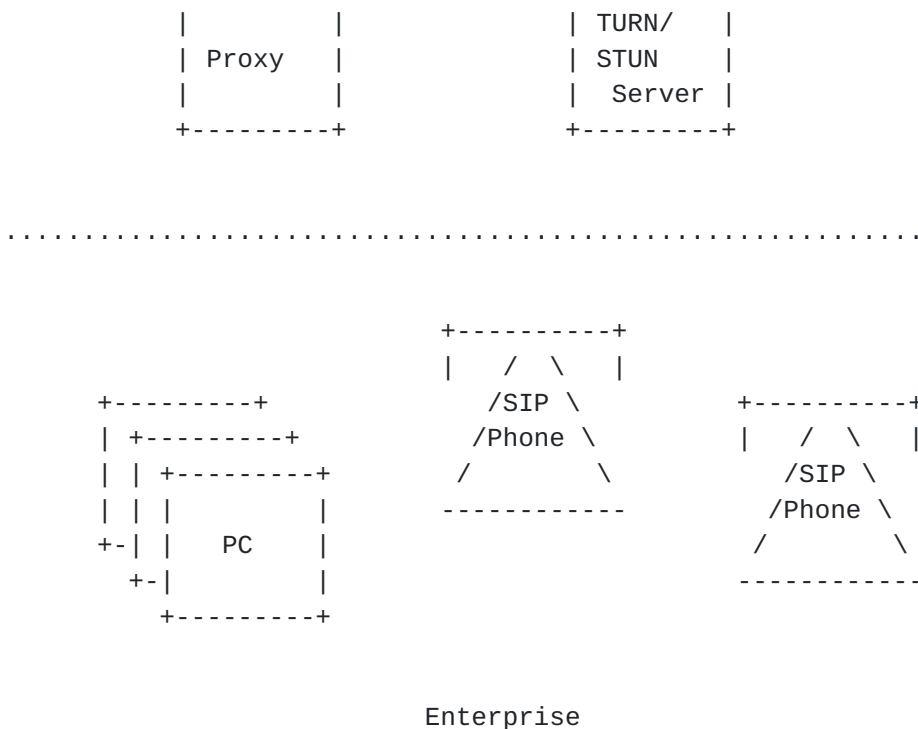 |         |              | TURN/   |
| Proxy   |              | STUN    |
|         |              |  Server |
+---------+              +---------+
............................................................
+----------+
|   /  \   |
+---------+              /SIP \          +----------+
| +---------+           /Phone \         |   /  \   |
| | +---------+        /        \           /SIP \
| | |         |       ------------         /Phone \
+-| |   PC    |                           /        \
  +-|         |                          ------------
    +---------+
Enterprise